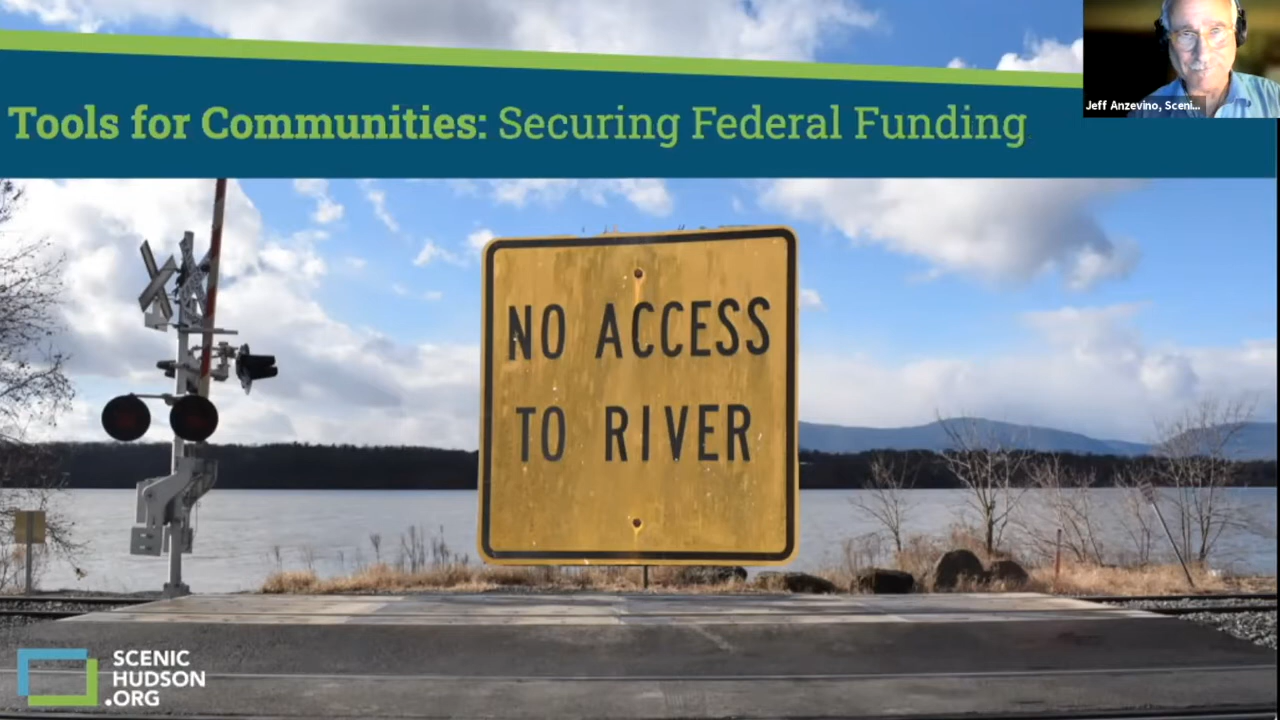 Tools for Communities: Securing Federal Funding
Jeff Anzevino, Sceni...
NO ACCESS
TO RIVER
SCENIC
HUDSON
.ORG